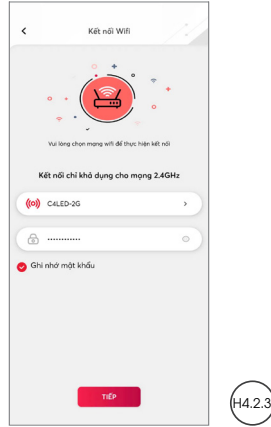 Kết nối Wifi
Vui lòng chọn mạng wifi để thực hiện kết nối
Kết nối chỉ khả dụng cho mạng 2.4GHz
C4LED-2G
............
Ghi nhớ mật khẩu
TIẾP
H4.2.3